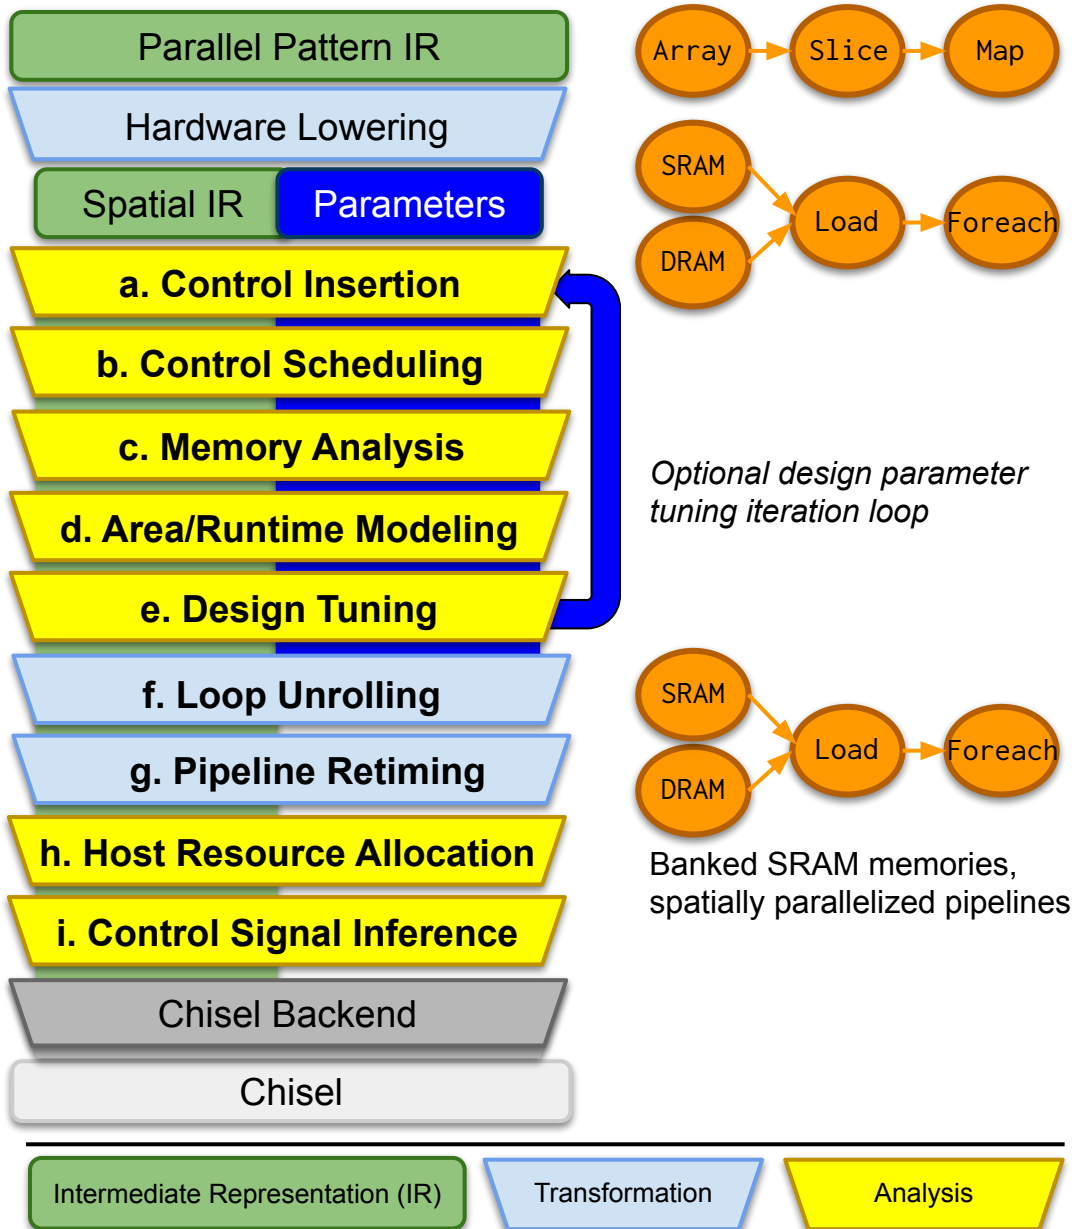 Parallel Pattern IR
Hardware Lowering
Spatial IR
Parameters
a. Control Insertion
b. Control Scheduling
c. Memory Analysis
d. Area/Runtime Modeling
e. Design Tuning
f. Loop Unrolling
g. Pipeline Retiming
h. Host Resource Allocation
i. Control Signal Inference
Chisel Backend
Chisel
Array
Slice
Map
SRAM
DRAM
Load
Foreach
Optional design parameter
tuning iteration loop
SRAM
DRAM
Load
Foreach
Banked SRAM memories,
spatially parallelized pipelines
Intermediate Representation (IR)
Transformation
Analysis